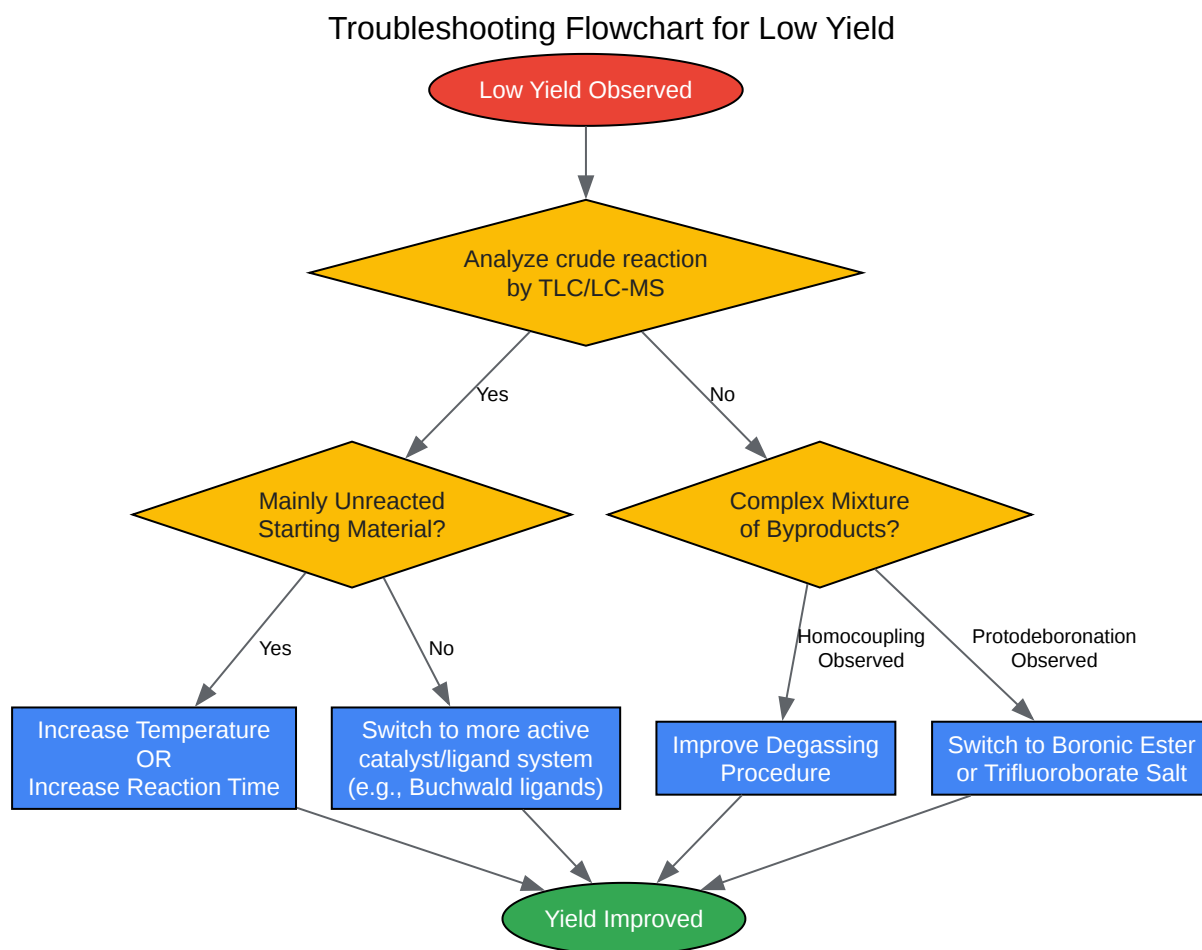 Troubleshooting Flowchart for Low Yield
Low Yield Observed
Analyze crude reaction
by TLC/LC-MS
Yes
No
Mainly Unreacted
Starting Material?
Complex Mixture
of Byproducts?
Yes
No
Homocoupling
Observed
Protodeboronation
Observed
Increase Temperature
OR
Increase Reaction Time
Switch to more active
catalyst/ligand system
(e.g., Buchwald ligands)
Improve Degassing
Procedure
Switch to Boronic Ester
or Trifluoroborate Salt
Yield Improved